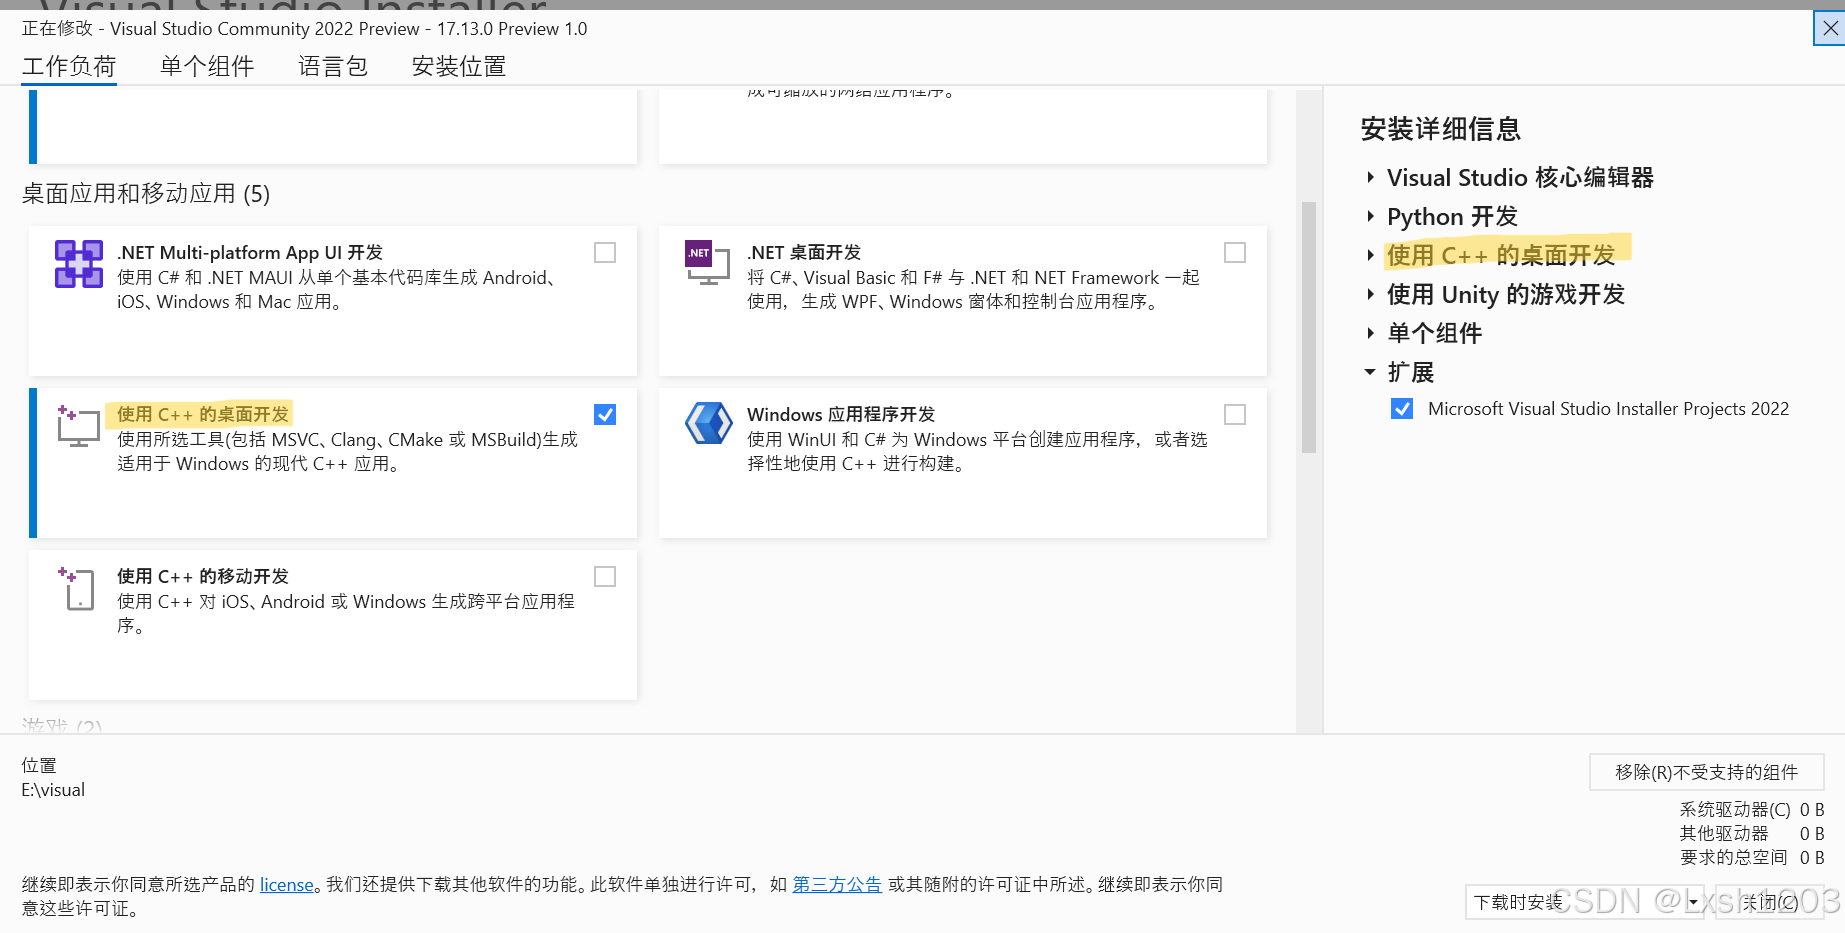 Visual Studio Installer
正在修改 - Visual Studio Community 2022 Preview - 17.13.0 Preview 1.0
工作负荷 单个组件 语言包 安装位置
成可缩放的网络应用程序。
桌面应用和移动应用 (5)
.NET Multi-platform App UI 开发
使用 C# 和 .NET MAUI 从单个基本代码库生成 Android、
iOS、Windows 和 Mac 应用。
.NET
.NET 桌面开发
将 C#、Visual Basic 和 F# 与 .NET 和 NET Framework 一起
使用，生成 WPF、Windows 窗体和控制台应用程序。
使用 C++ 的桌面开发
使用所选工具(包括 MSVC、Clang、CMake 或 MSBuild)生成
适用于 Windows 的现代 C++ 应用。
Windows 应用程序开发
使用 WinUI 和 C# 为 Windows 平台创建应用程序，或者选
择性地使用 C++ 进行构建。
使用 C++ 的移动开发
使用 C++ 对 iOS、Android 或 Windows 生成跨平台应用程
序。
游戏 (2)
安装详细信息
Visual Studio 核心编辑器
Python 开发
使用 C++ 的桌面开发
使用 Unity 的游戏开发
单个组件
扩展
Microsoft Visual Studio Installer Projects 2022
位置
E:\visual
移除(R)不受支持的组件
系统驱动器(C) 0 B
其他驱动器 0 B
要求的总空间 0 B
继续即表示你同意所选产品的 license。我们还提供下载其他软件的功能。此软件单独进行许可，如 第三方公告 或其随附的许可证中所述。继续即表示你同
意这些许可证。
下载时安装
关闭(C)
CSDN @Lxsh1203